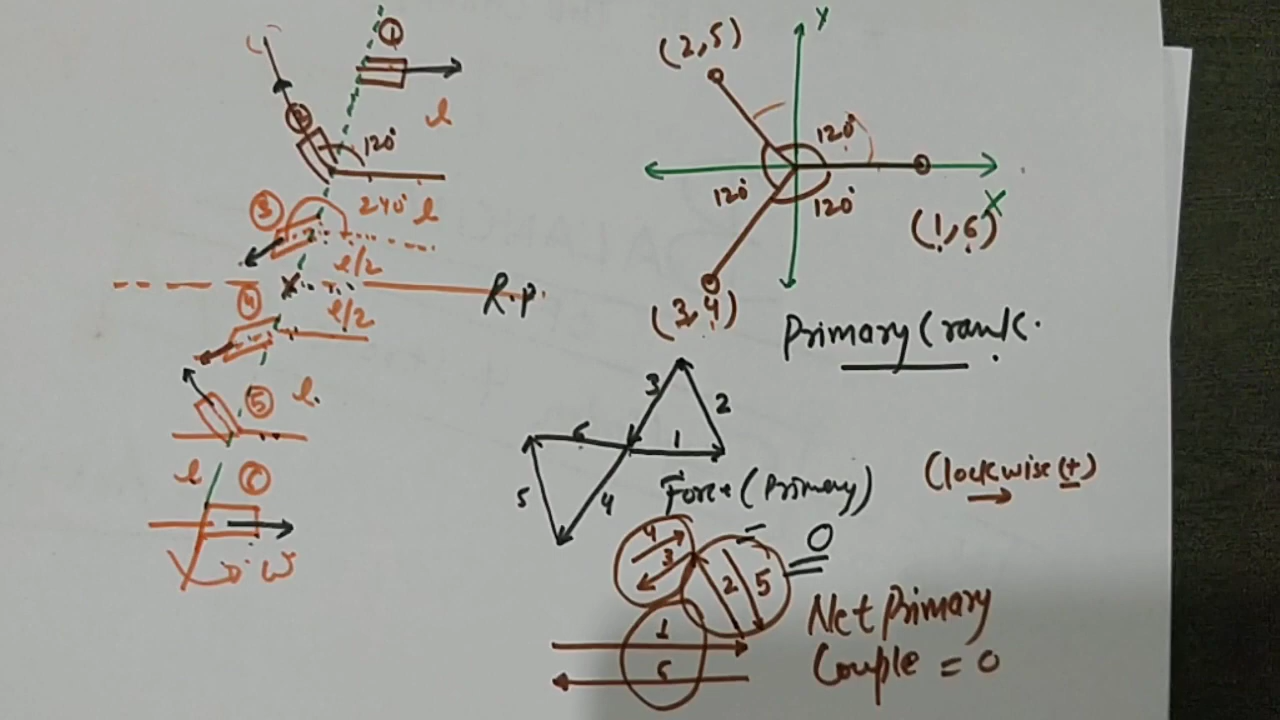 ①
l
②
120°
③
240°
l
l/2
R.P.
④
l/2
⑤
l.
l
⑥
ω
Y
(2,5)
120°
120°
120°
X
(1,6)
(3,4)
Primary Crank.
3
2
1
6
5
4
Force (Primary)
Clockwise (+)
4
3
2
5
= 0
1
6
Net Primary
Couple = 0